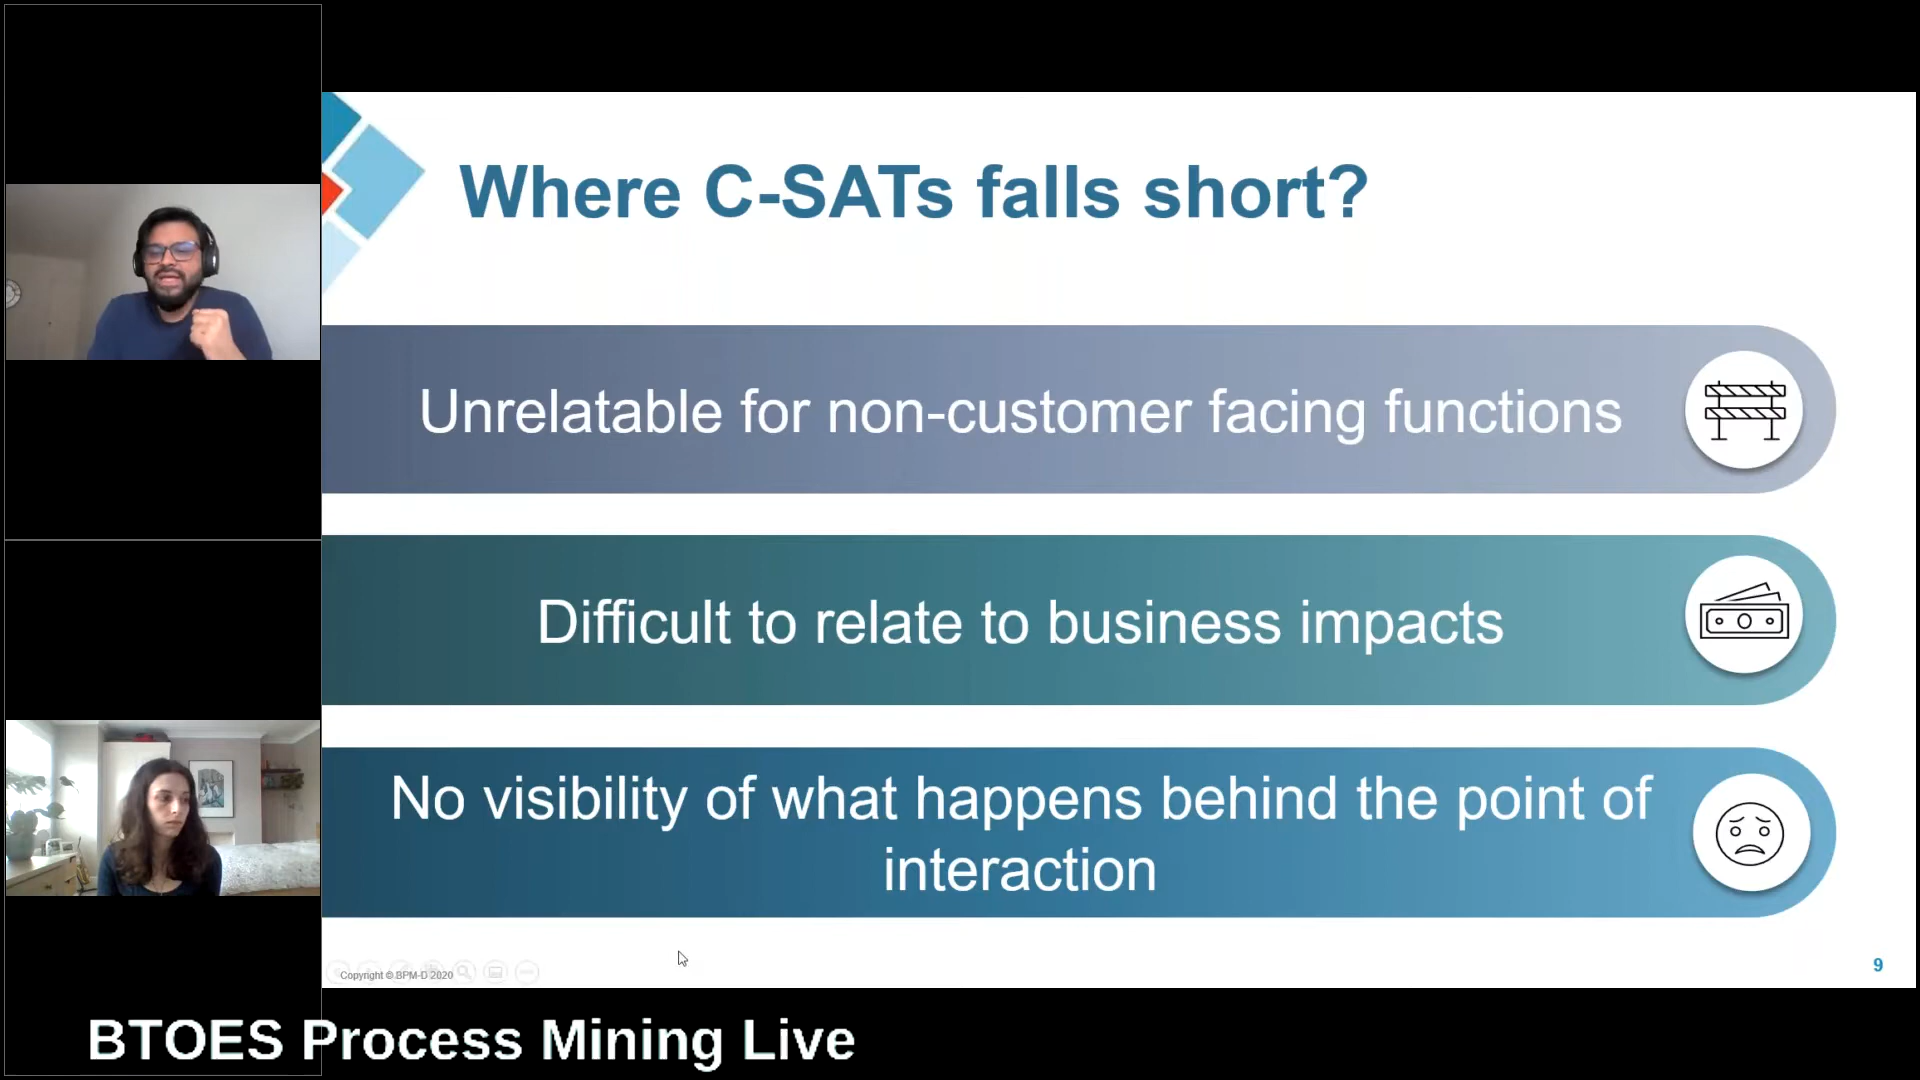 Where C-SATs falls short?
Unrelatable for non-customer facing functions
Difficult to relate to business impacts
No visibility of what happens behind the point of
interaction
Copyright © BPM-D 2020
9
BTOES Process Mining Live